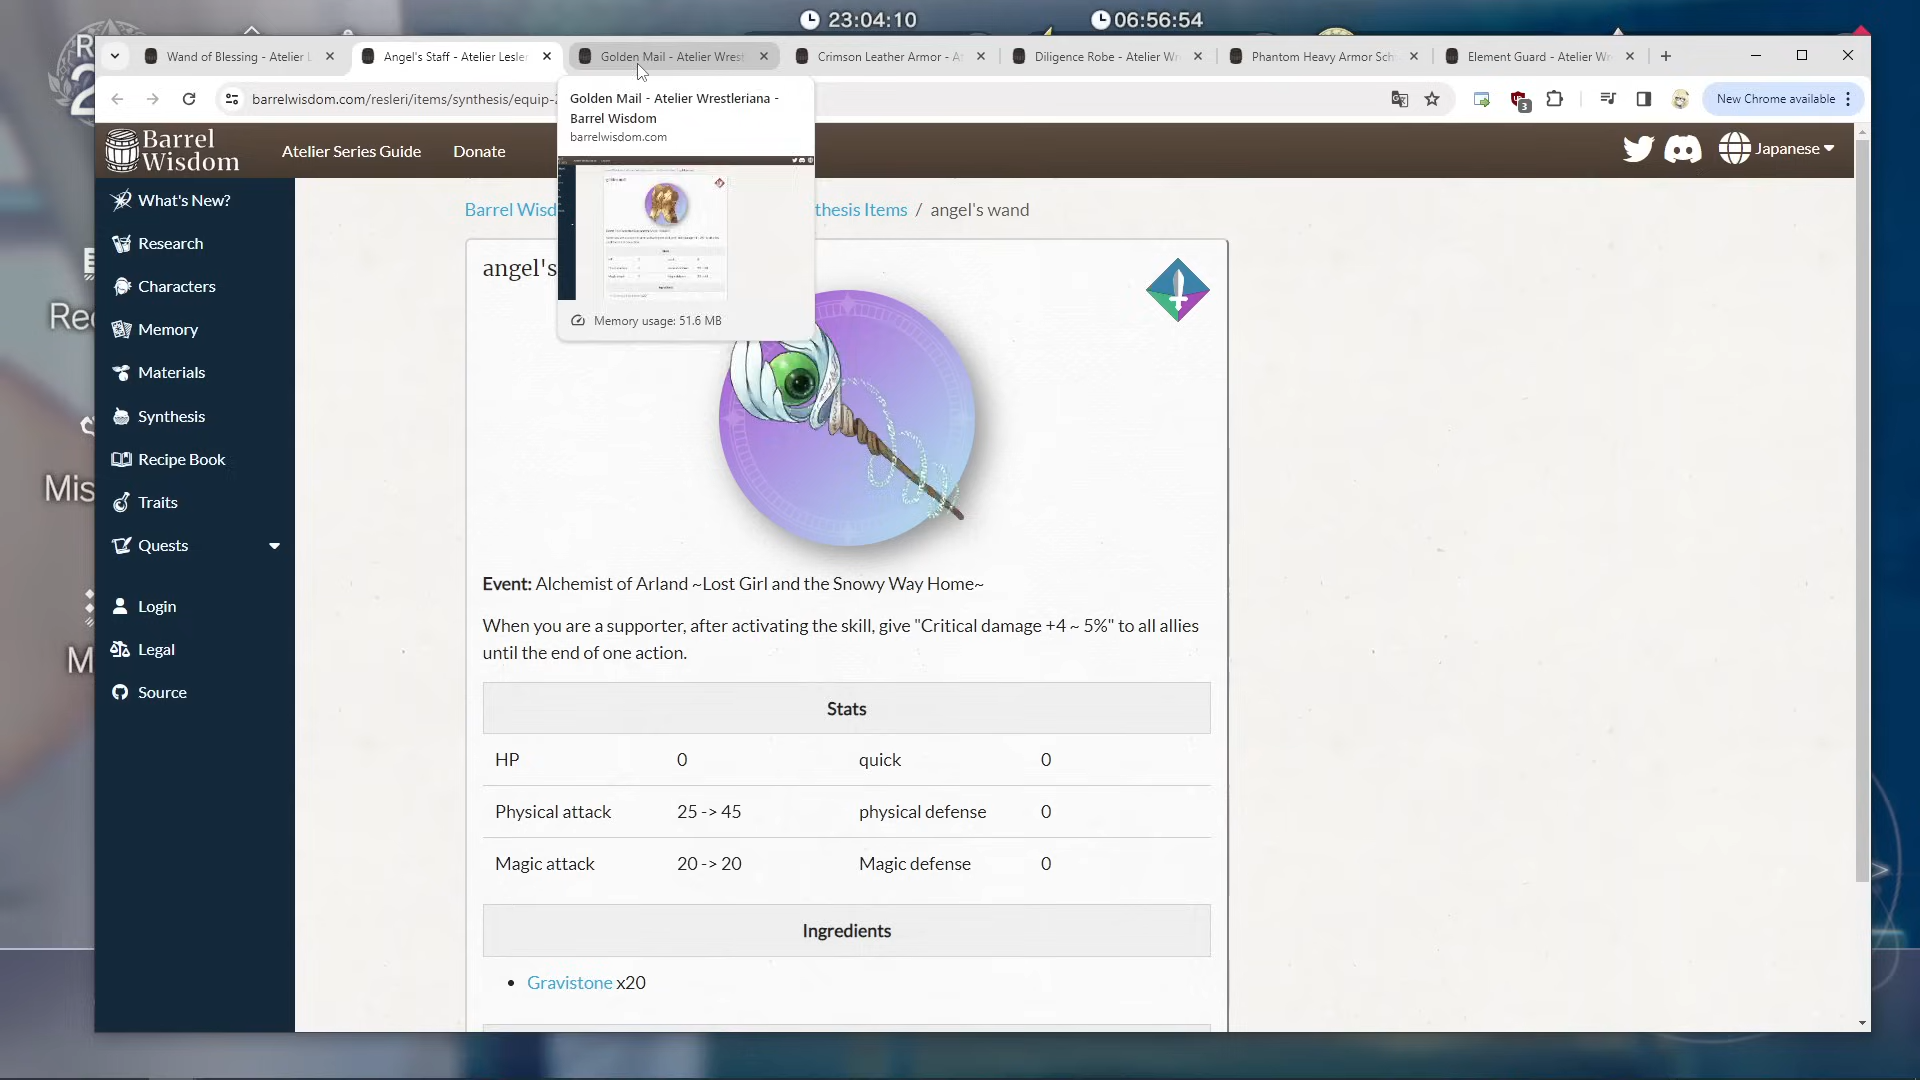 23:04:10
06:56:54
Wand of Blessing - Atelier L
Angel's Staff - Atelier Lesler
Golden Mail - Atelier Wrest
Crimson Leather Armor - A
Diligence Robe - Atelier Wr
Phantom Heavy Armor Sch
Element Guard - Atelier Wr
barrelwisdom.com/resleri/items/synthesis/equip-
3
New Chrome available
Golden Mail - Atelier Wrestleriana -
Barrel Wisdom
barrelwisdom.com
Memory usage: 51.6 MB
Barrel
Wisdom
Atelier Series Guide
Donate
Japanese
What's New?
Research
Characters
Memory
Materials
Synthesis
Recipe Book
Traits
Quests
Login
Legal
Source
Barrel Wisd
thesis Items / angel's wand
angel's
Event: Alchemist of Arland ~Lost Girl and the Snowy Way Home~
When you are a supporter, after activating the skill, give "Critical damage +4 ~ 5%" to all allies
until the end of one action.
Stats
HP 0 quick 0
Physical attack 25 -> 45 physical defense 0
Magic attack 20 -> 20 Magic defense 0
Ingredients
• Gravistone x20
Rec
Mis
M